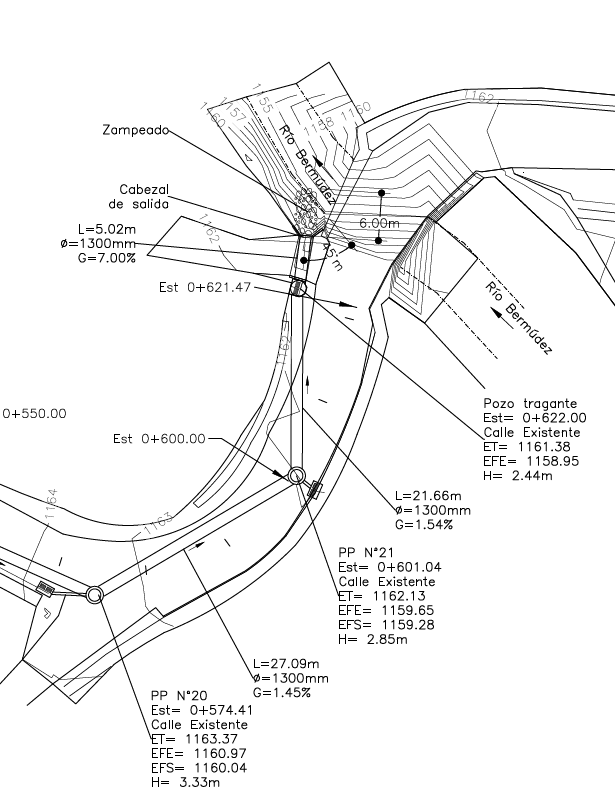 1162
1155
1157
1160
1158
1160
Río Bermúdez
Zampeado
Cabezal
de salida
L=5.02m
Ø=1300mm
G=7.00%
1162
6.00m
Est 0+621.47
Río Bermúdez
1162
Pozo tragante
Est= 0+622.00
Calle Existente
ET= 1161.38
EFE= 1158.95
H= 2.44m
0+550.00
Est 0+600.00
L=21.66m
Ø=1300mm
G=1.54%
1164
1163
PP N°21
Est= 0+601.04
Calle Existente
ET= 1162.13
EFE= 1159.65
EFS= 1159.28
H= 2.85m
L=27.09m
Ø=1300mm
G=1.45%
PP N°20
Est= 0+574.41
Calle Existente
ET= 1163.37
EFE= 1160.97
EFS= 1160.04
H= 3.33m